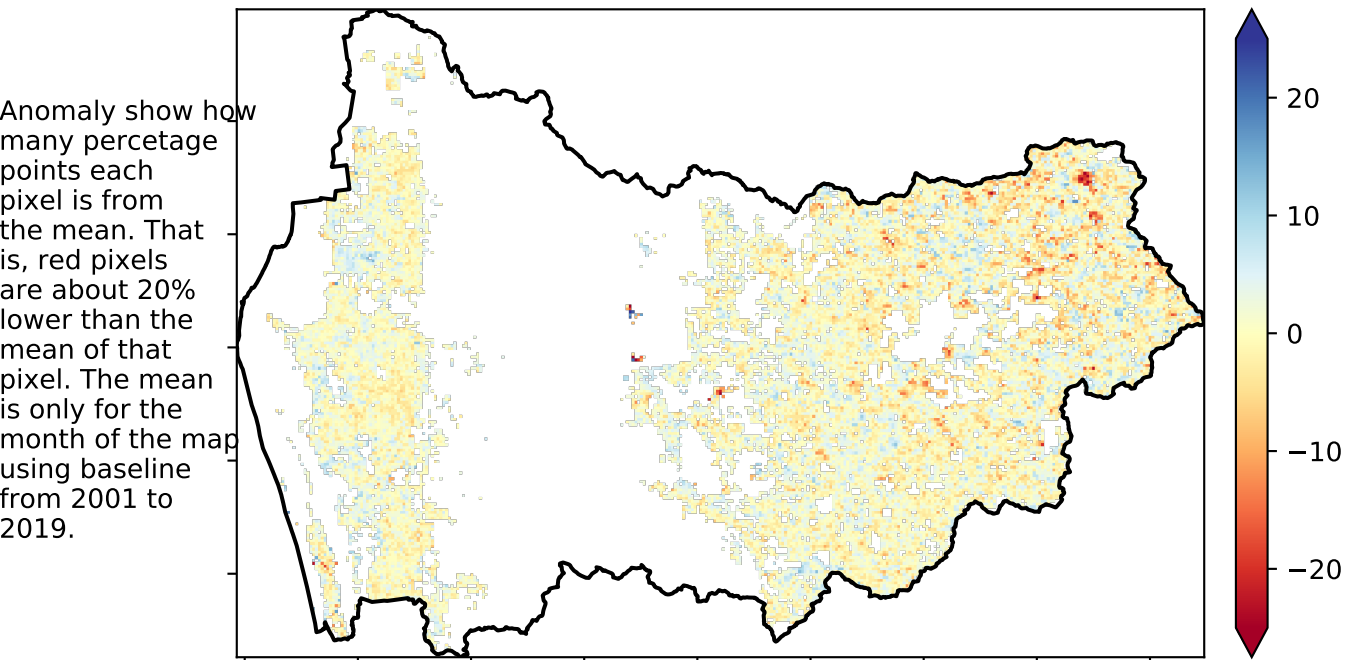 Anomaly show how
many percetage
points each
pixel is from
the mean. That
is, red pixels
are about 20%
lower than the
mean of that
pixel. The mean
is only for the
month of the map
using baseline
from 2001 to
2019.
20
10
0
−10
−20